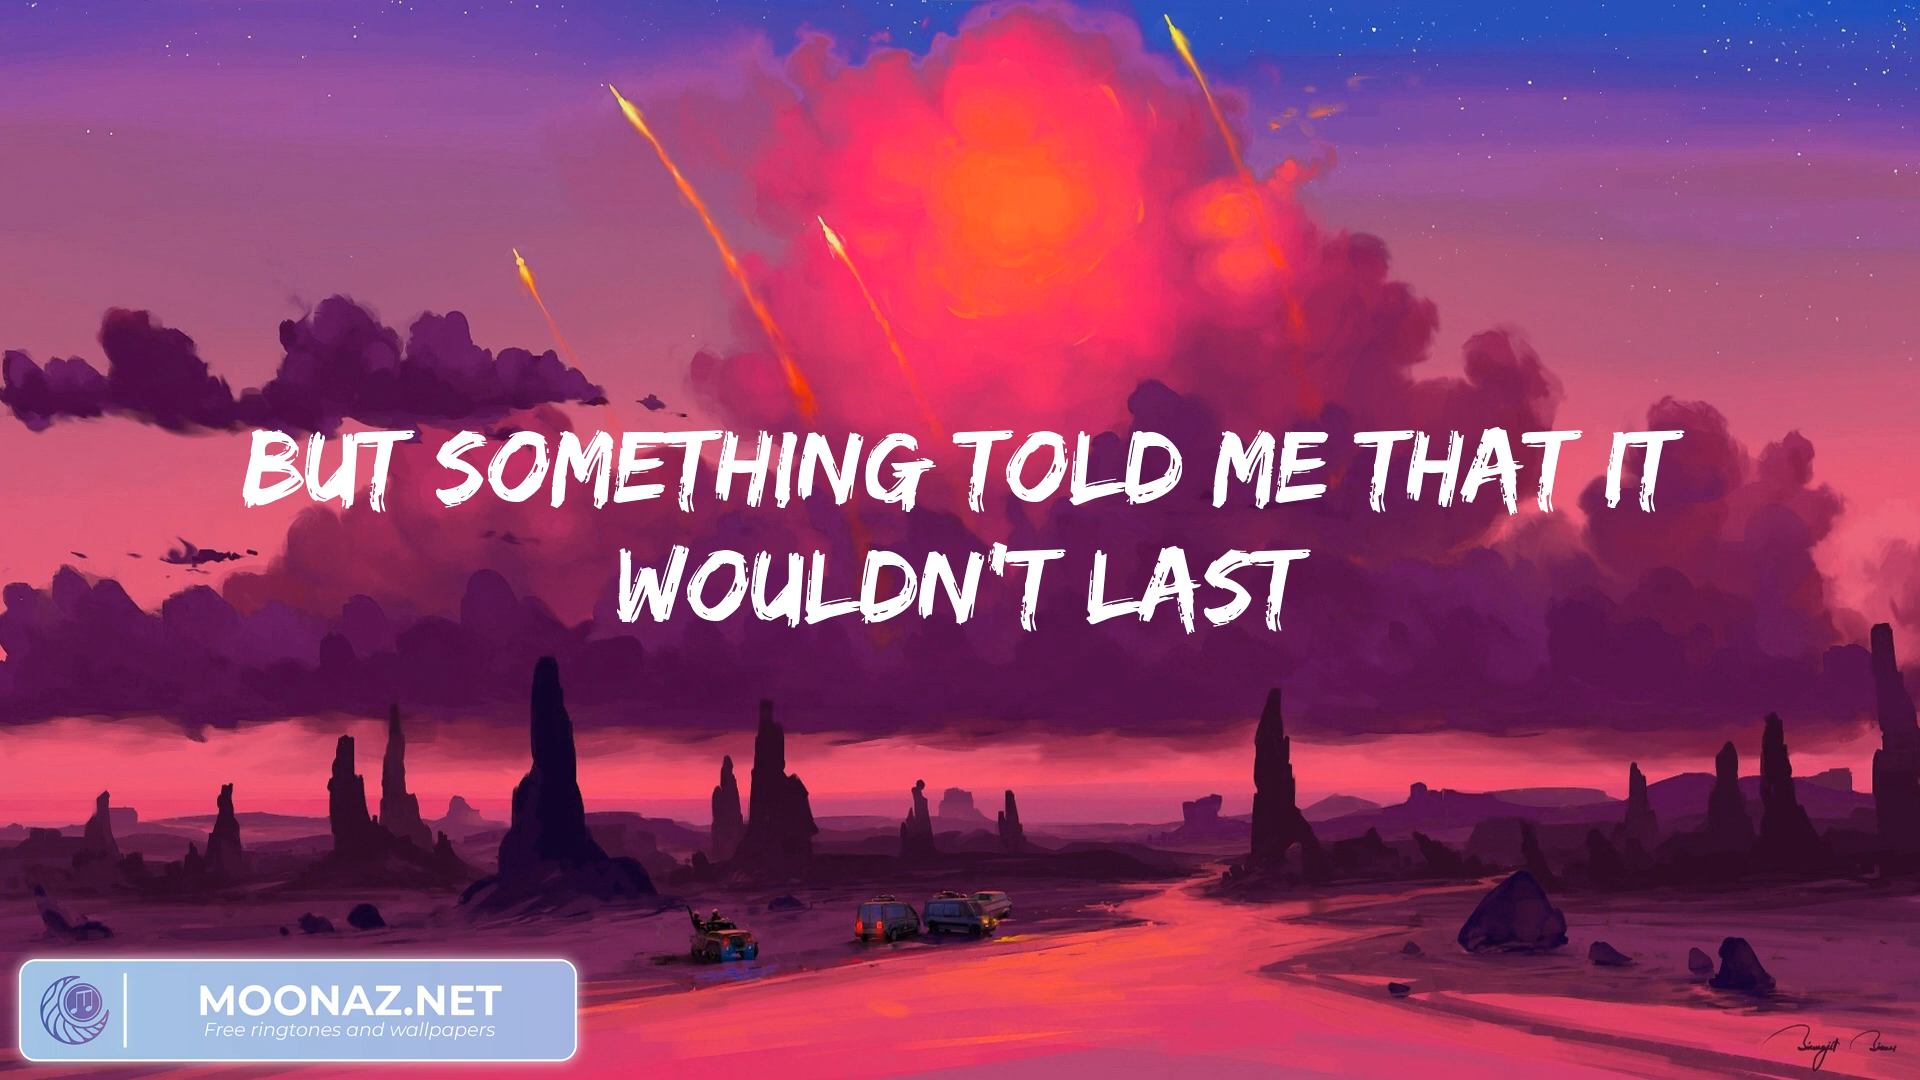 BUT SOMETHING TOLD ME THAT IT
WOULDN'T LAST
MOONAZ.NET
Free ringtones and wallpapers